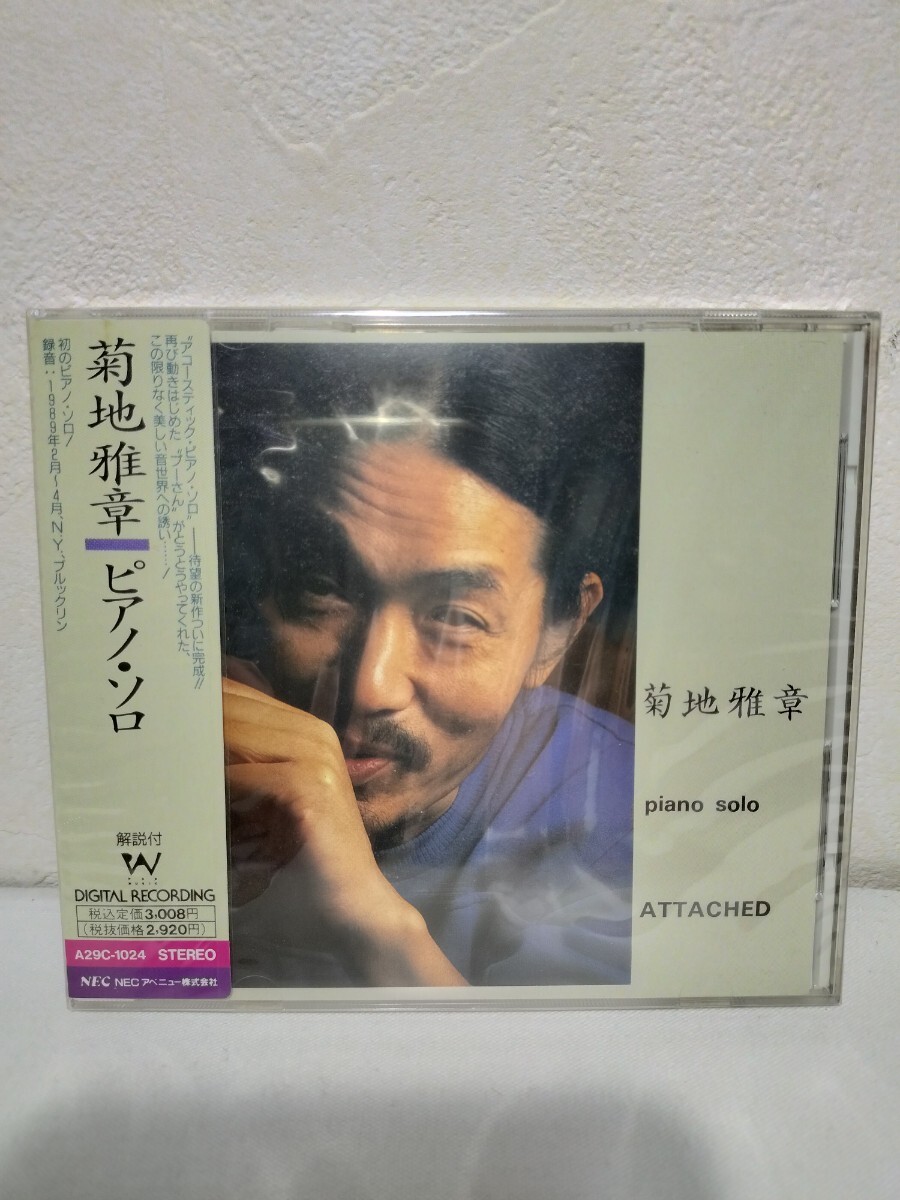 菊地雅章 ピアノ・ソロ
"アコースティック・ピアノ・ソロ"——待望の新作ついに完成!!
再び動きはじめた"プーさん"がとうとうやってくれた、
この限りなく美しい音世界への誘い……!
初のピアノ・ソロ!
録音:1989年2月〜4月、N.Y.、ブルックリン
解説付
DIGITAL RECORDING
税込定価3,008円
(税抜価格2,920円)
A29C-1024 STEREO
NEC NECアベニュー株式会社
菊地雅章
piano solo
ATTACHED